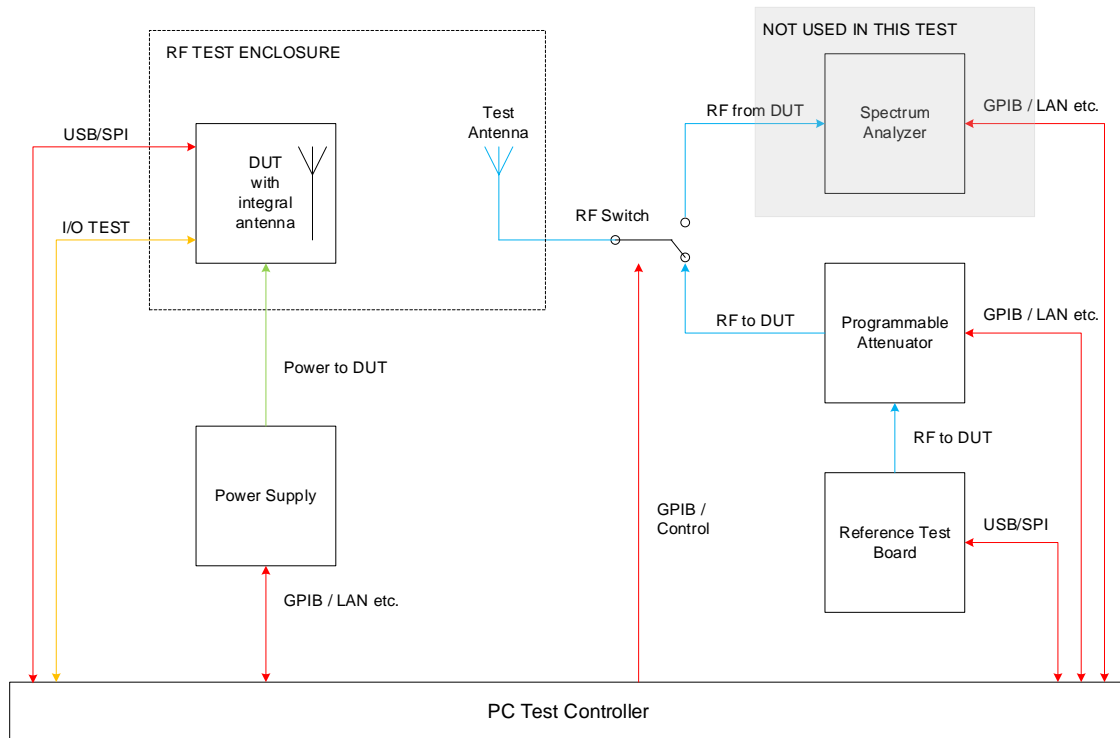 NOT USED IN THIS TEST
RF TEST ENCLOSURE
Test
Antenna
RF from DUT
GPIB / LAN etc.
Spectrum
Analyzer
USB/SPI
DUT
with
integral
antenna
RF Switch
I/O TEST
GPIB / LAN etc.
RF to DUT
Programmable
Attenuator
Power to DUT
RF to DUT
Power Supply
GPIB /
Control
Reference Test
Board
USB/SPI
GPIB / LAN etc.
PC Test Controller